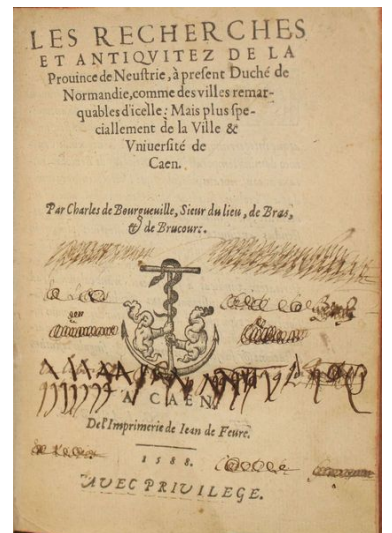 LES RECHERCHES
ET ANTIQVITEZ DE LA
Prouince de Neuſtrie, à preſent Duché de
Normandie, comme des villes remar-
quables d'icelle: Mais plus ſpe-
ciallement de la Ville &
Vniuerſité de
Caen.
Par Charles de Bourgueuille, Sieur du lieu, de Bras,
& de Brucourt.
A CAEN
De l'Imprimerie de Iean de Feure.
1588.
AVEC PRIVILEGE.